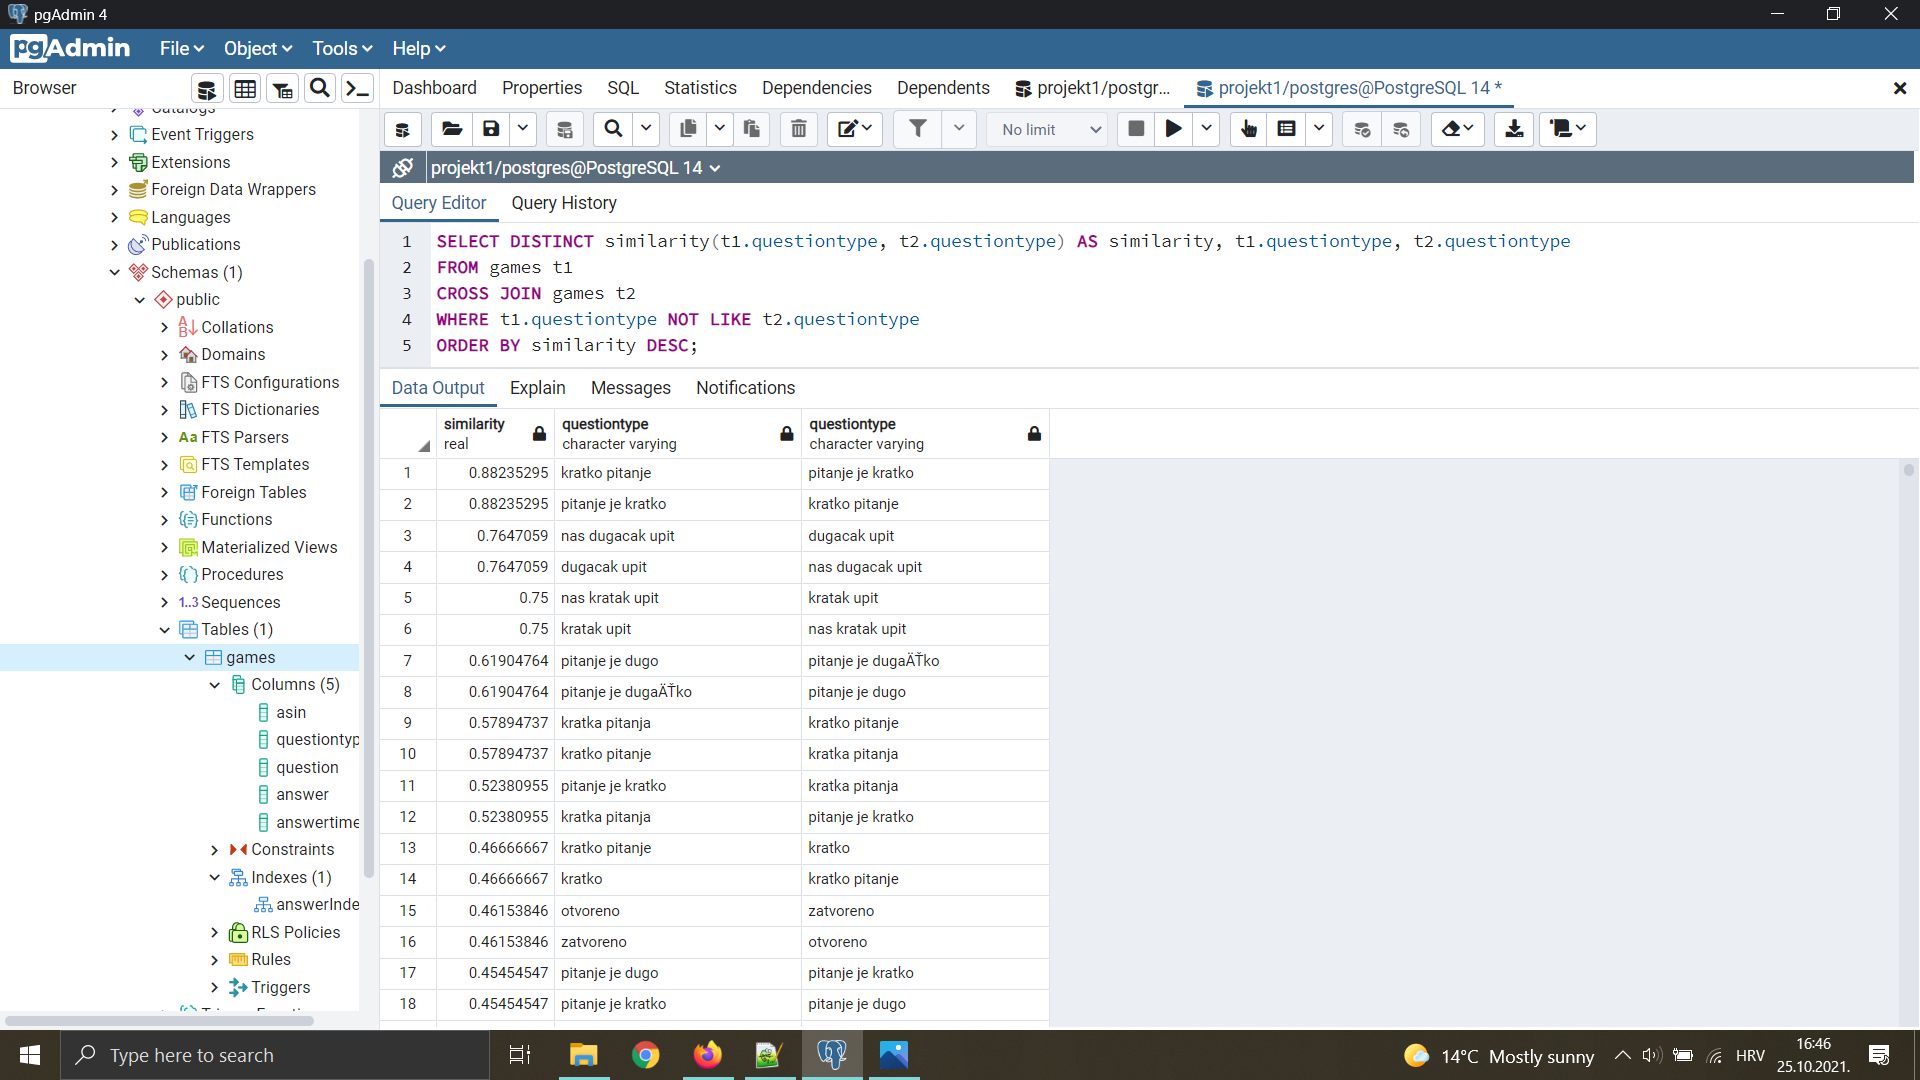 pgAdmin 4
pgAdmin File Object Tools Help
Browser
Dashboard Properties SQL Statistics Dependencies Dependents projekt1/postgr... projekt1/postgres@PostgreSQL 14 *
No limit
projekt1/postgres@PostgreSQL 14
Query Editor Query History
1 SELECT DISTINCT similarity(t1.questiontype, t2.questiontype) AS similarity, t1.questiontype, t2.questiontype
2 FROM games t1
3 CROSS JOIN games t2
4 WHERE t1.questiontype NOT LIKE t2.questiontype
5 ORDER BY similarity DESC;
Data Output Explain Messages Notifications
similarity real questiontype character varying questiontype character varying
1 0.88235295 kratko pitanje pitanje je kratko
2 0.88235295 pitanje je kratko kratko pitanje
3 0.7647059 nas dugacak upit dugacak upit
4 0.7647059 dugacak upit nas dugacak upit
5 0.75 nas kratak upit kratak upit
6 0.75 kratak upit nas kratak upit
7 0.61904764 pitanje je dugo pitanje je dugaÄŤko
8 0.61904764 pitanje je dugaÄŤko pitanje je dugo
9 0.57894737 kratka pitanja kratko pitanje
10 0.57894737 kratko pitanje kratka pitanja
11 0.52380955 pitanje je kratko kratka pitanja
12 0.52380955 kratka pitanja pitanje je kratko
13 0.46666667 kratko pitanje kratko
14 0.46666667 kratko kratko pitanje
15 0.46153846 otvoreno zatvoreno
16 0.46153846 zatvoreno otvoreno
17 0.45454547 pitanje je dugo pitanje je kratko
18 0.45454547 pitanje je kratko pitanje je dugo
Catalogs
Event Triggers
Extensions
Foreign Data Wrappers
Languages
Publications
Schemas (1)
public
Collations
Domains
FTS Configurations
FTS Dictionaries
Aa FTS Parsers
FTS Templates
Foreign Tables
Functions
Materialized Views
Procedures
1..3 Sequences
Tables (1)
games
Columns (5)
asin
questiontyp
question
answer
answertime
Constraints
Indexes (1)
answerInde
RLS Policies
Rules
Triggers
Type here to search
14°C Mostly sunny HRV
16:46
25.10.2021.